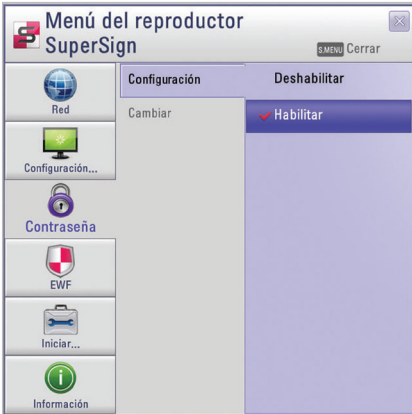 Menú del reproductor
SuperSign
S.MENU Cerrar
Red
Configuración...
Contraseña
EWF
Iniciar...
Información
Configuración
Cambiar
Deshabilitar
Habilitar